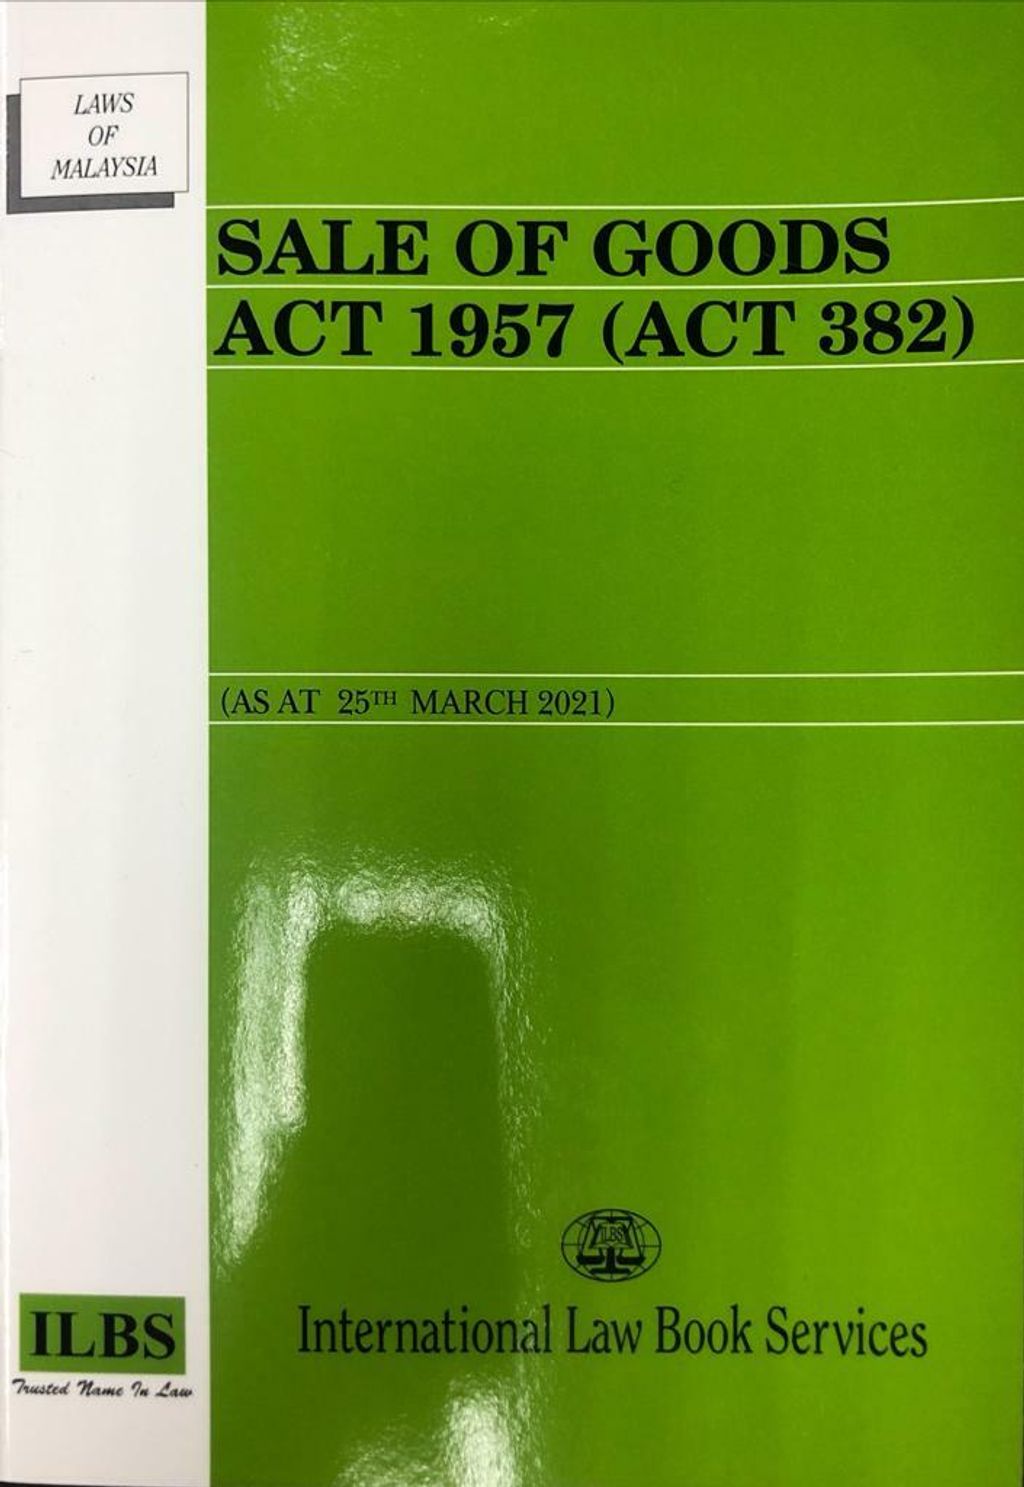 LAWS
OF
MALAYSIA
SALE OF GOODS
ACT 1957 (ACT 382)
(AS AT 25TH MARCH 2021)
ILBS
International Law Book Services
ILBS
Trusted Name In Law